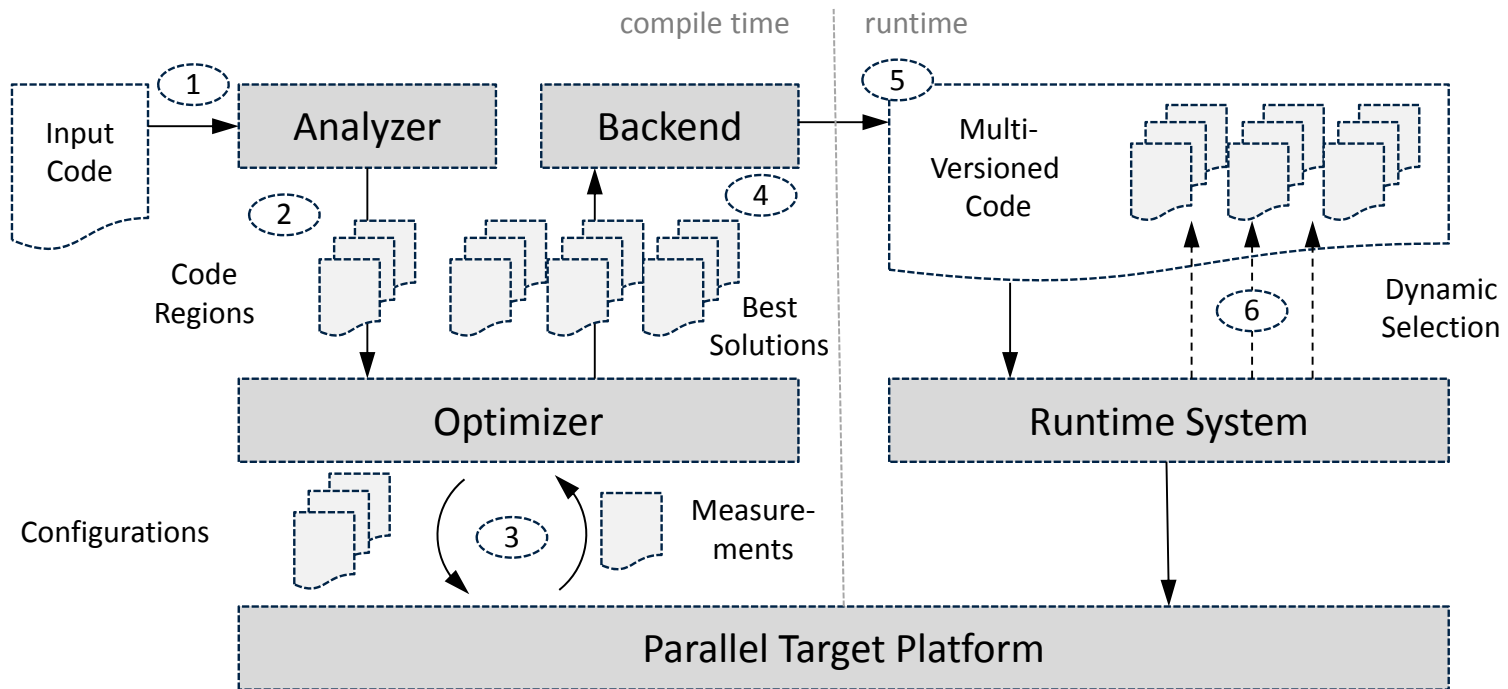 compile time
runtime
1
5
Input
Code
Analyzer
Backend
Multi-
Versioned
Code
2
4
Code
Regions
Best
Solutions
6
Dynamic
Selection
Optimizer
Runtime System
Configurations
3
Measure-
ments
Parallel Target Platform